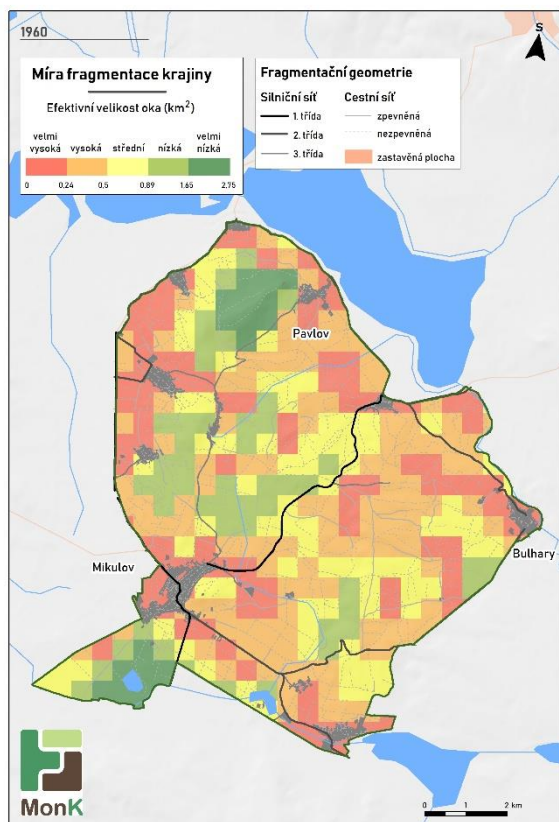 1960
S
Míra fragmentace krajiny
Efektivní velikost oka (km²)
velmi vysoká
vysoká
střední
nízká
velmi nízká
0 0,24 0,5 0,89 1,65 2,75
Fragmentační geometrie
Silniční síť
1. třída
2. třída
3. třída
Cestní síť
zpevněná
nezpevněná
zastavěná plocha
Pavlov
Mikulov
Bulhary
MonK
0 1 2 km